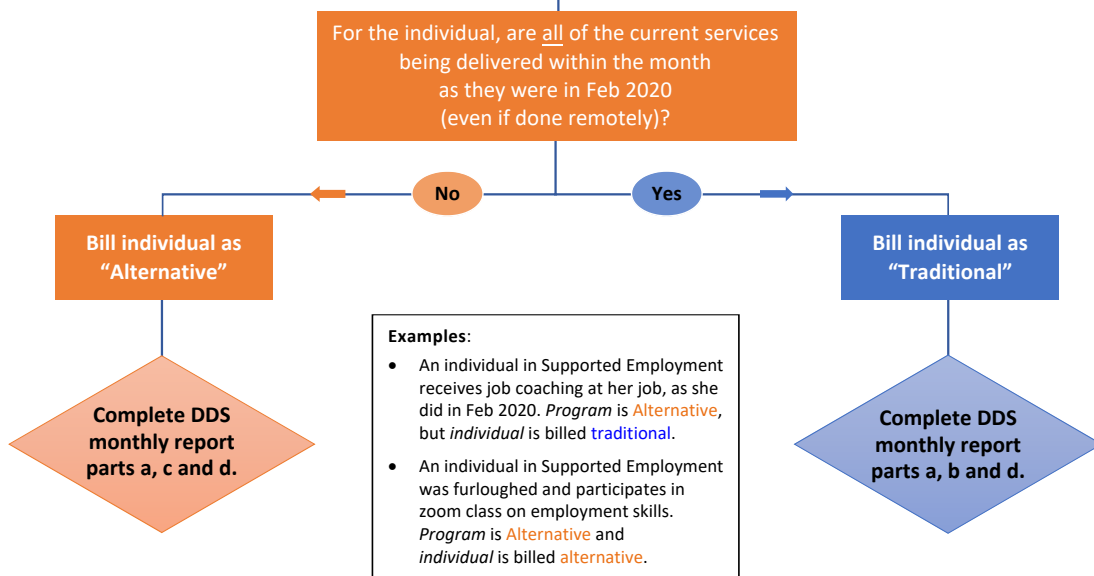 For the individual, are all of the current services
being delivered within the month
as they were in Feb 2020
(even if done remotely)?
No
Yes
Bill individual as
“Alternative”
Bill individual as
“Traditional”
Complete DDS
monthly report
parts a, c and d.
Examples:
• An individual in Supported Employment
receives job coaching at her job, as she
did in Feb 2020. Program is Alternative,
but individual is billed traditional.
• An individual in Supported Employment
was furloughed and participates in
zoom class on employment skills.
Program is Alternative and
individual is billed alternative.
Complete DDS
monthly report
parts a, b and d.